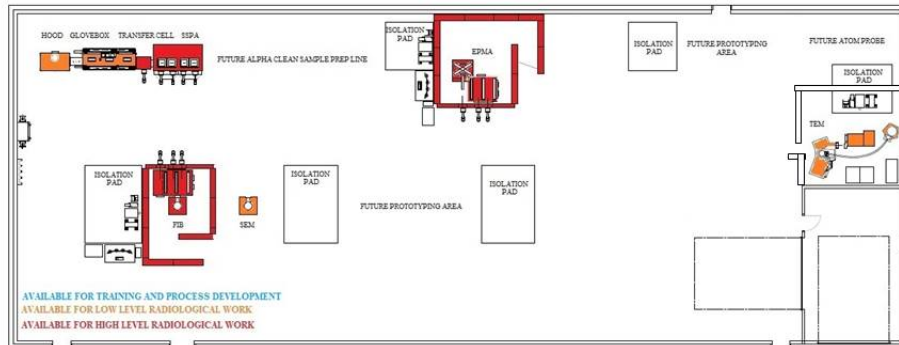 HOOD GLOVEBOX TRANSFER CELL SSPA
FUTURE ALPHA CLEAN SAMPLE PREP LINE
ISOLATION
PAD
EPMA
ISOLATION
PAD
FUTURE PROTOTYPING
AREA
FUTURE ATOM PROBE
ISOLATION
PAD
TEM
ISOLATION
PAD
FIB
SEM
ISOLATION
PAD
FUTURE PROTOTYPING AREA
ISOLATION
PAD
AVAILABLE FOR TRAINING AND PROCESS DEVELOPMENT
AVAILABLE FOR LOW LEVEL RADIOLOGICAL WORK
AVAILABLE FOR HIGH LEVEL RADIOLOGICAL WORK